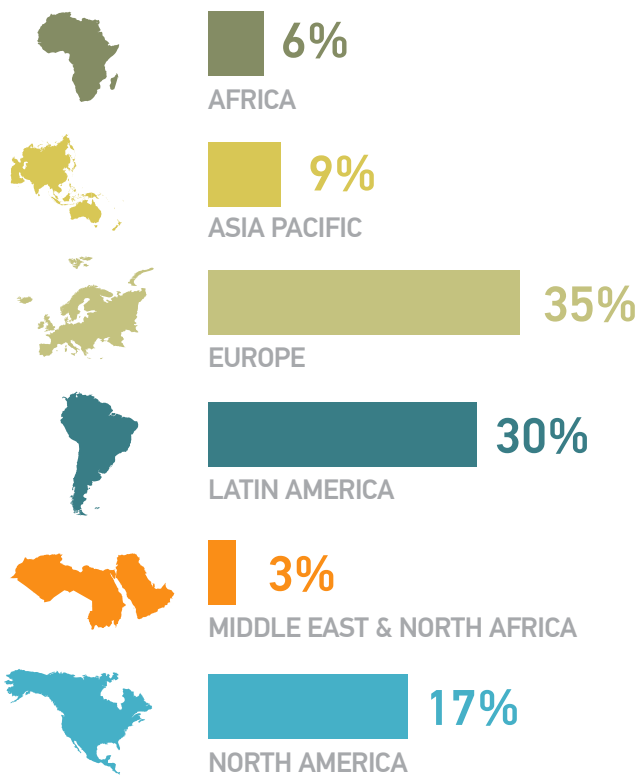 6%
AFRICA
9%
ASIA PACIFIC
35%
EUROPE
30%
LATIN AMERICA
3%
MIDDLE EAST & NORTH AFRICA
17%
NORTH AMERICA